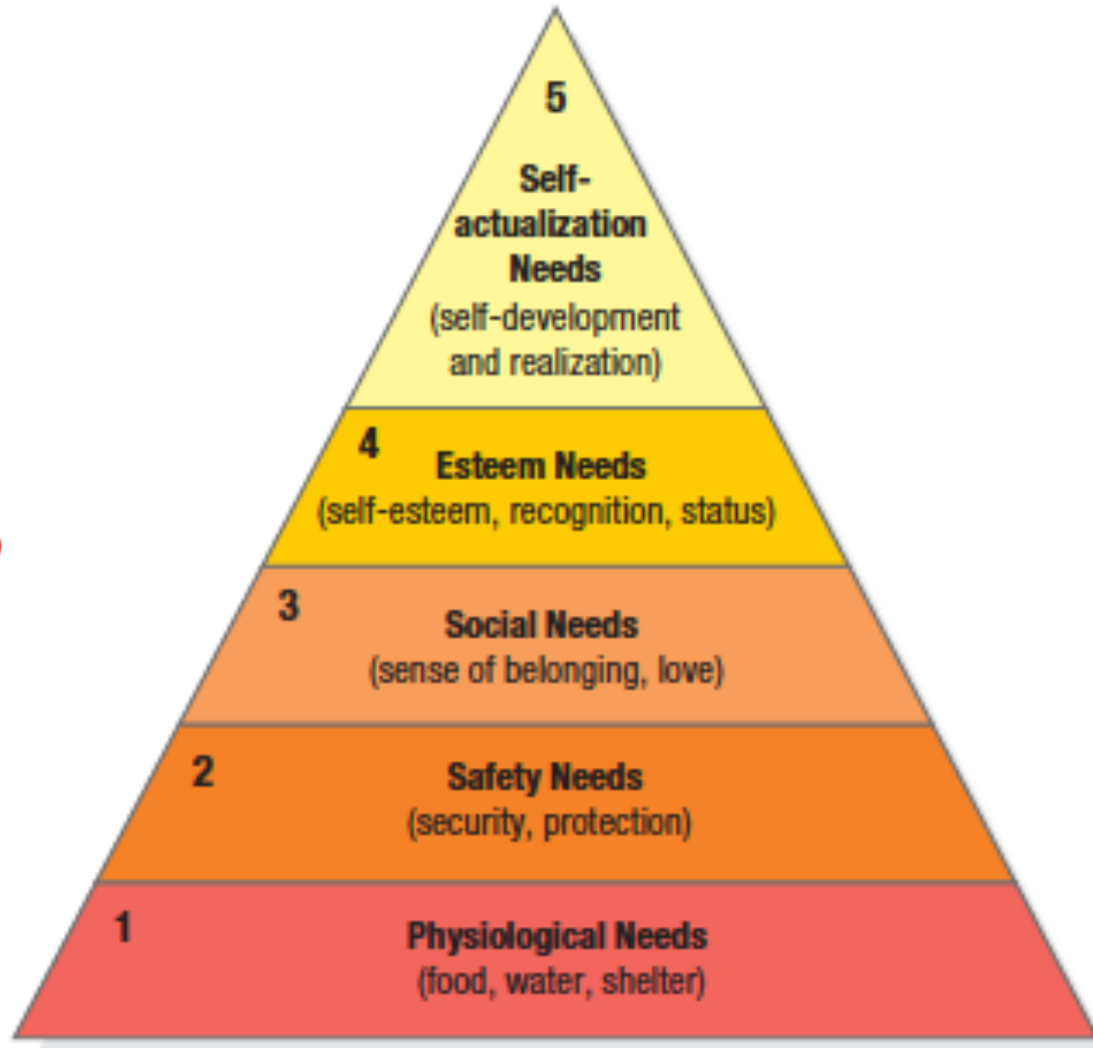 5
Self-
actualization
Needs
(self-development
and realization)
4
Esteem Needs
(self-esteem, recognition, status)
3
Social Needs
(sense of belonging, love)
2
Safety Needs
(security, protection)
1
Physiological Needs
(food, water, shelter)